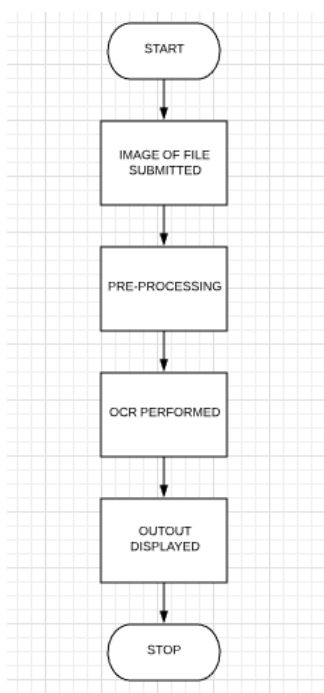 START
IMAGE OF FILE
SUBMITTED
PRE-PROCESSING
OCR PERFORMED
OUTOUT
DISPLAYED
STOP